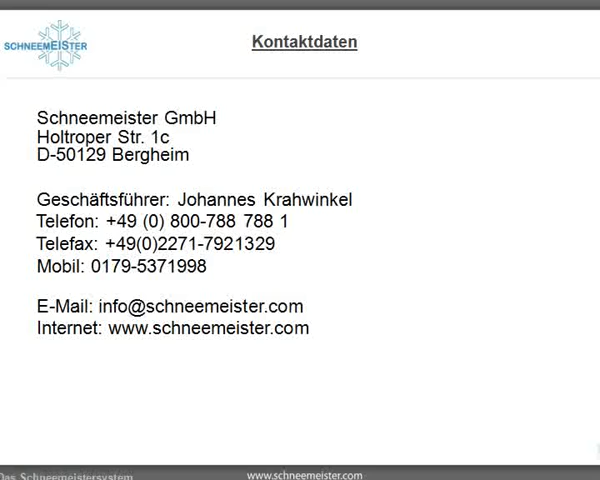 SCHNEEMEISTER
Kontaktdaten
Schneemeister GmbH
Holtroper Str. 1c
D-50129 Bergheim
Geschäftsführer: Johannes Krahwinkel
Telefon: +49 (0) 800-788 788 1
Telefax: +49(0)2271-7921329
Mobil: 0179-5371998
E-Mail: info@schneemeister.com
Internet: www.schneemeister.com
Das Schneemeistersystem
www.schneemeister.com